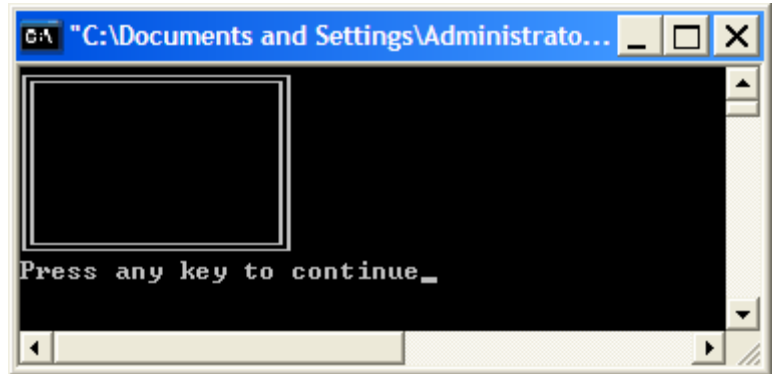 C:\ "C:\Documents and Settings\Administrato...
Press any key to continue_